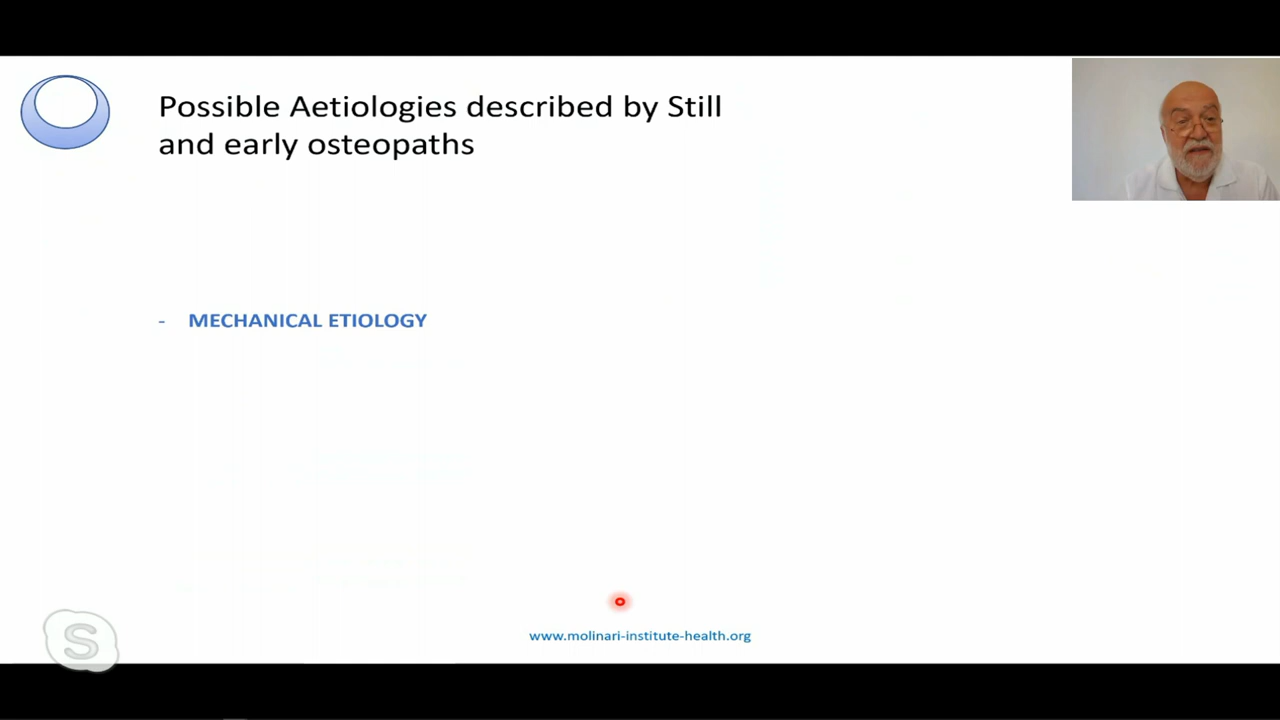 Possible Aetiologies described by Still
and early osteopaths
- MECHANICAL ETIOLOGY
www.molinari-institute-health.org
S